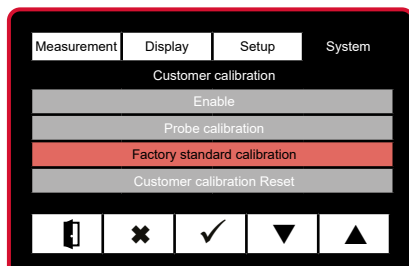 Measurement Display Setup System
Customer calibration
Enable
Probe calibration
Factory standard calibration
Customer calibration Reset